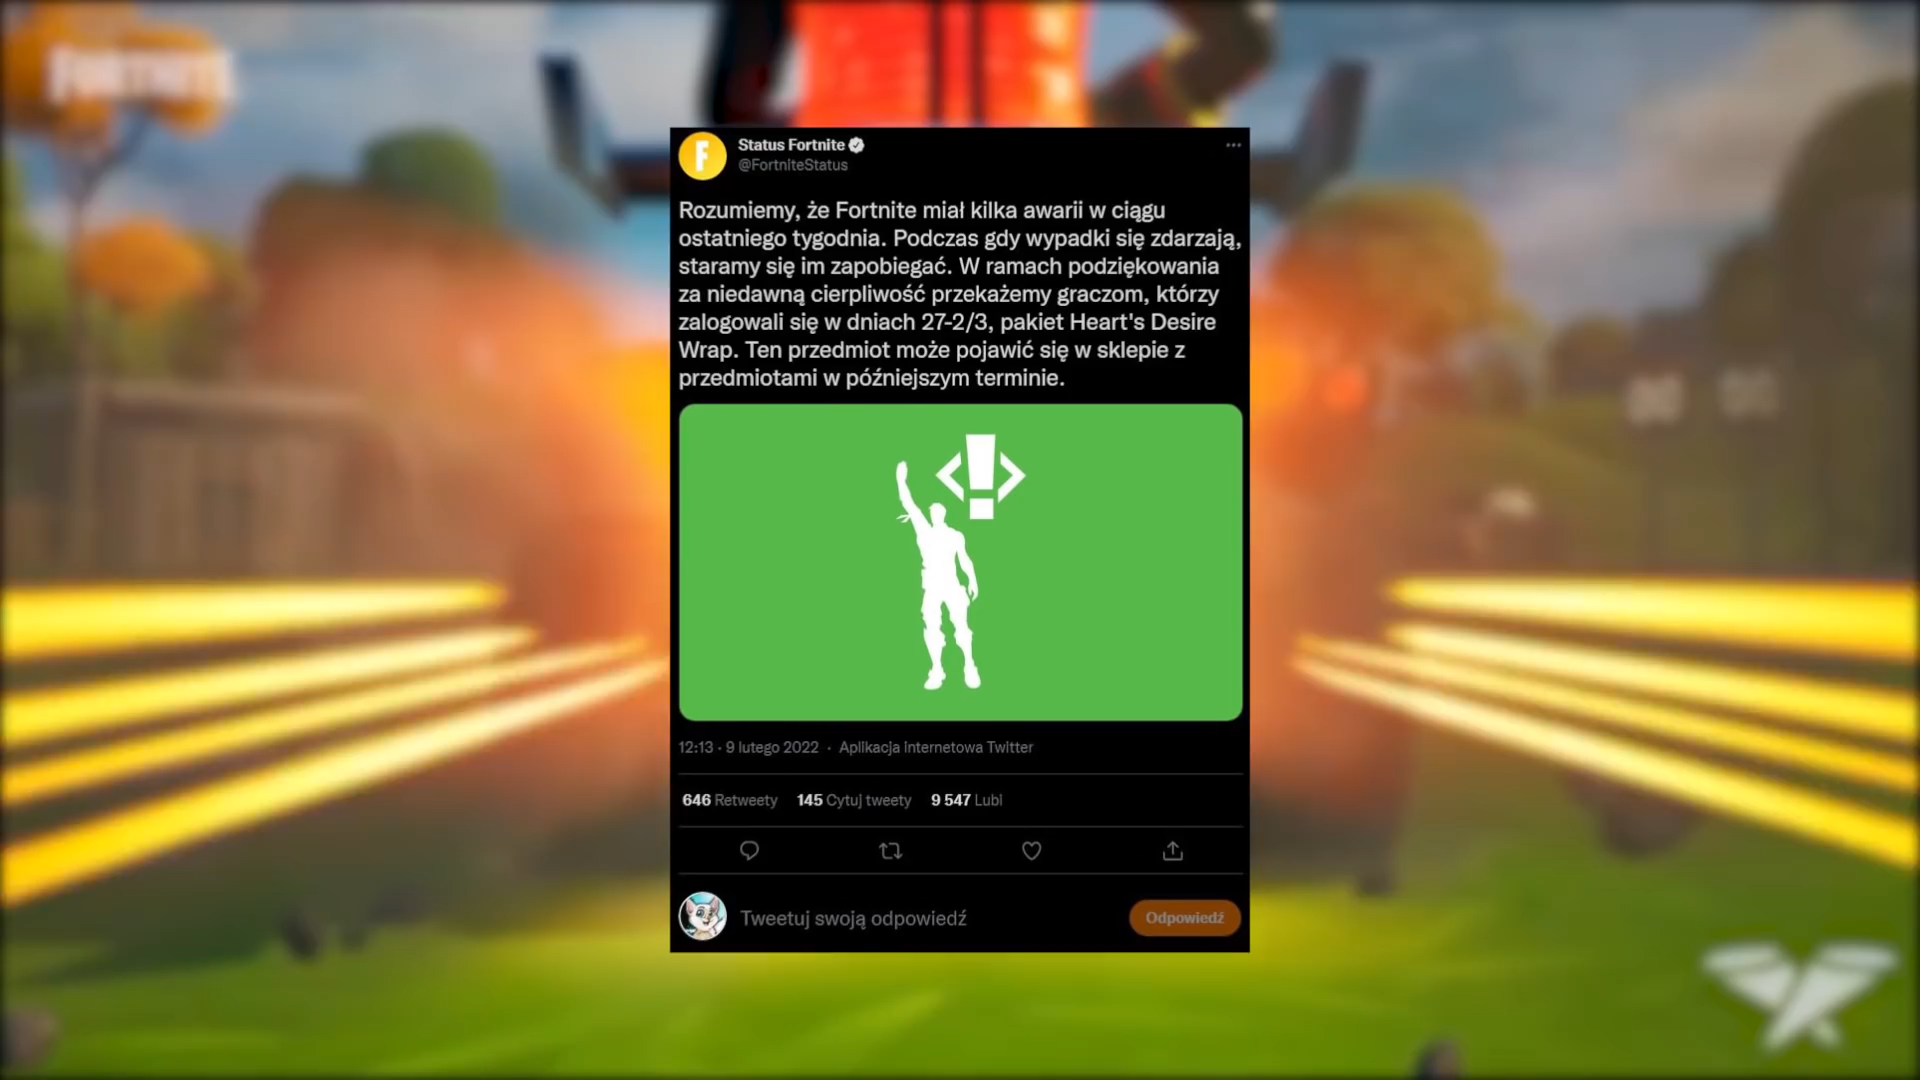 FORTNITE
Status Fortnite
@FortniteStatus
Rozumiemy, że Fortnite miał kilka awarii w ciągu
ostatniego tygodnia. Podczas gdy wypadki się zdarzają,
staramy się im zapobiegać. W ramach podziękowania
za niedawną cierpliwość przekażemy graczom, którzy
zalogowali się w dniach 27-2/3, pakiet Heart's Desire
Wrap. Ten przedmiot może pojawić się w sklepie z
przedmiotami w późniejszym terminie.
12:13 · 9 lutego 2022 · Aplikacja internetowa Twitter
646 Retweety 145 Cytuj tweety 9 547 Lubi
Tweetuj swoją odpowiedź
Odpowiedź